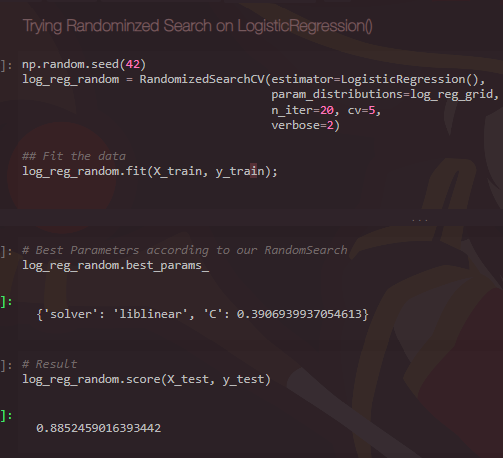 Trying Randominzed Search on LogisticRegression()
]: np.random.seed(42)
log_reg_random = RandomizedSearchCV(estimator=LogisticRegression(),
param_distributions=log_reg_grid,
n_iter=20, cv=5,
verbose=2)
## Fit the data
log_reg_random.fit(X_train, y_train);
...
]: # Best Parameters according to our RandomSearch
log_reg_random.best_params_
]:
{'solver': 'liblinear', 'C': 0.3906939937054613}
]: # Result
log_reg_random.score(X_test, y_test)
]:
0.8852459016393442